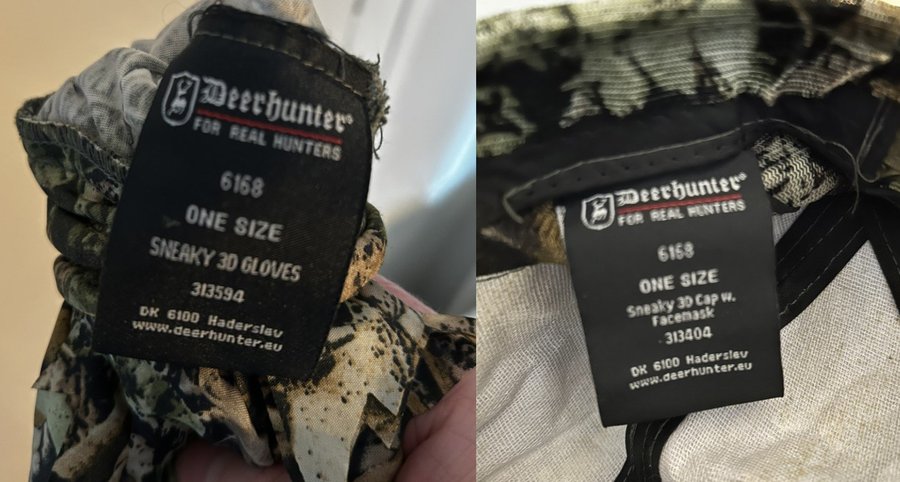 Deerhunter®
FOR REAL HUNTERS
6168
ONE SIZE
SNEAKY 3D GLOVES
313594
DK 6100 Haderslev
www.deerhunter.eu
Deerhunter®
FOR REAL HUNTERS
6168
ONE SIZE
Sneaky 3D Cap w.
Facemask
313404
DK 6100 Haderslev
www.deerhunter.eu